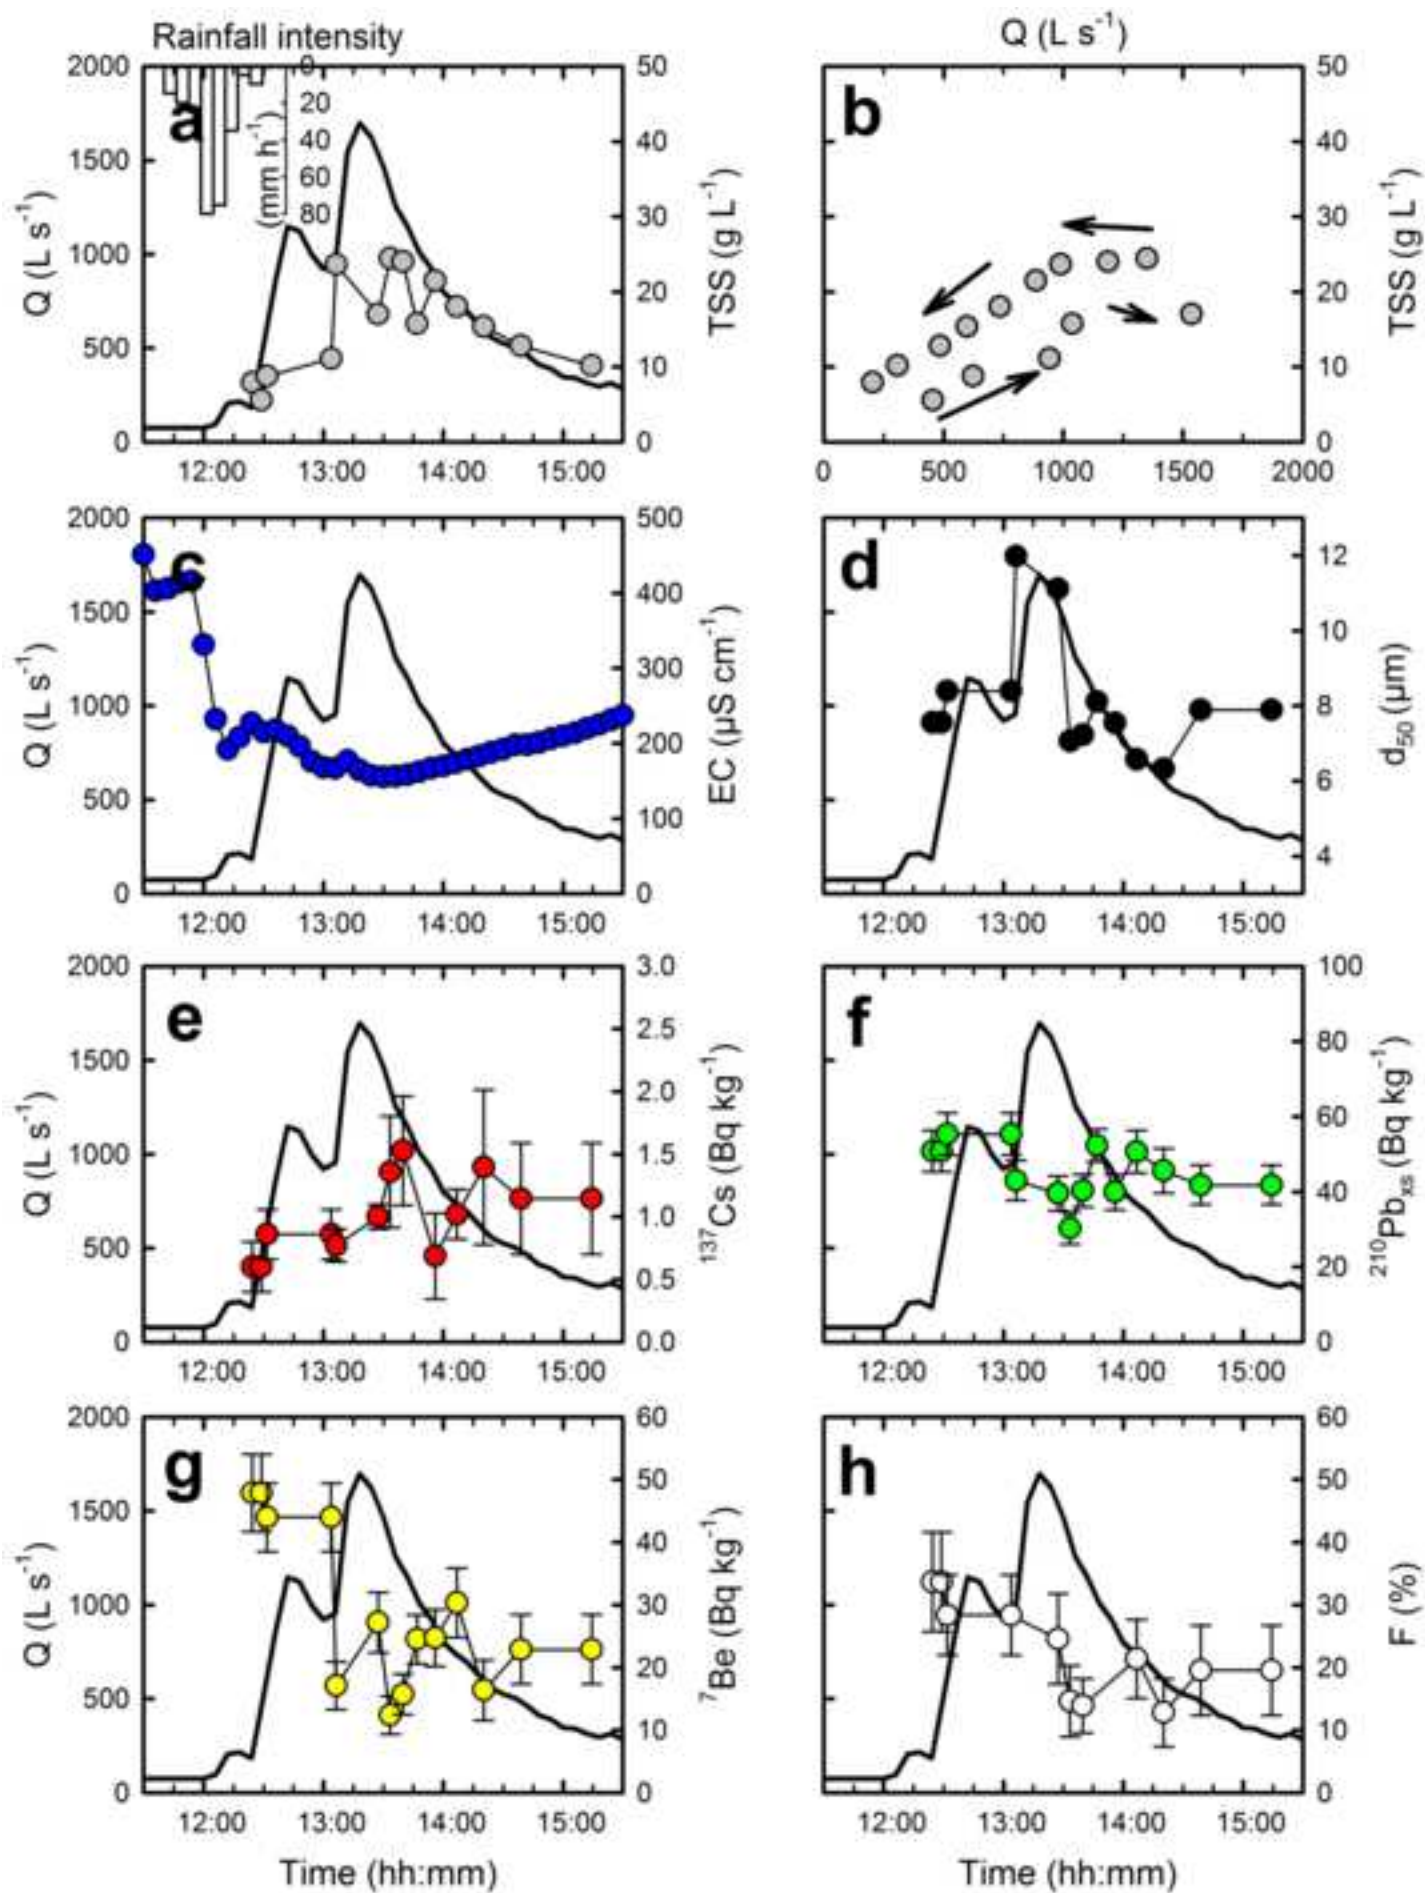 Rainfall intensity
Q (L s⁻¹)
2000
1500
1000
500
0
Q (L s⁻¹)
0
20
40
60
80
(mm h⁻¹)
a
50
40
30
20
10
0
TSS (g L⁻¹)
12:00 13:00 14:00 15:00
b
50
40
30
20
10
0
TSS (g L⁻¹)
0 500 1000 1500 2000
2000
1500
1000
500
0
Q (L s⁻¹)
c
500
400
300
200
100
0
EC (µS cm⁻¹)
12:00 13:00 14:00 15:00
d
12
10
8
6
4
d₅₀ (µm)
12:00 13:00 14:00 15:00
2000
1500
1000
500
0
Q (L s⁻¹)
e
3.0
2.5
2.0
1.5
1.0
0.5
0.0
¹³⁷Cs (Bq kg⁻¹)
12:00 13:00 14:00 15:00
f
100
80
60
40
20
0
²¹⁰Pbₓₛ (Bq kg⁻¹)
12:00 13:00 14:00 15:00
2000
1500
1000
500
0
Q (L s⁻¹)
g
60
50
40
30
20
10
0
⁷Be (Bq kg⁻¹)
12:00 13:00 14:00 15:00
Time (hh:mm)
h
60
50
40
30
20
10
0
F (%)
12:00 13:00 14:00 15:00
Time (hh:mm)